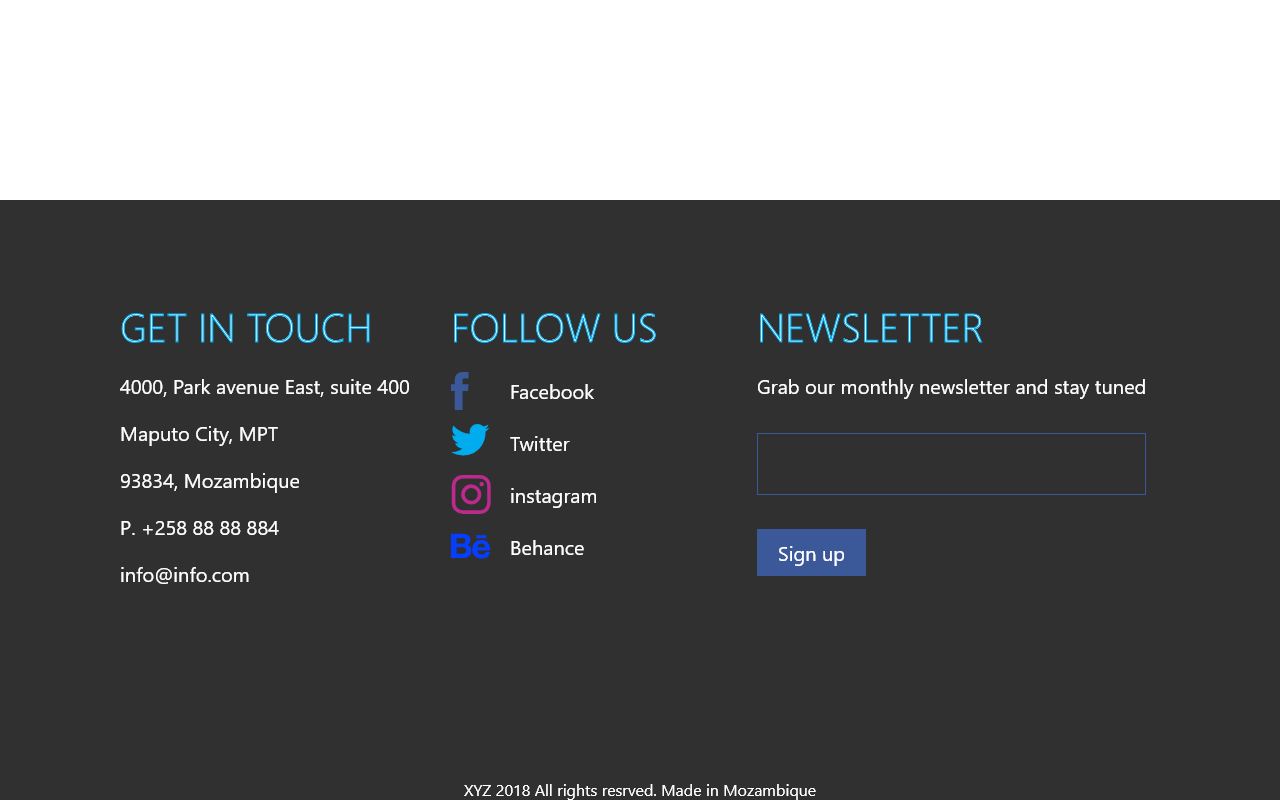 GET IN TOUCH
4000, Park avenue East, suite 400
Maputo City, MPT
93834, Mozambique
P. +258 88 88 884
info@info.com
FOLLOW US
Facebook
Twitter
instagram
Bē Behance
NEWSLETTER
Grab our monthly newsletter and stay tuned
Sign up
XYZ 2018 All rights resrved. Made in Mozambique